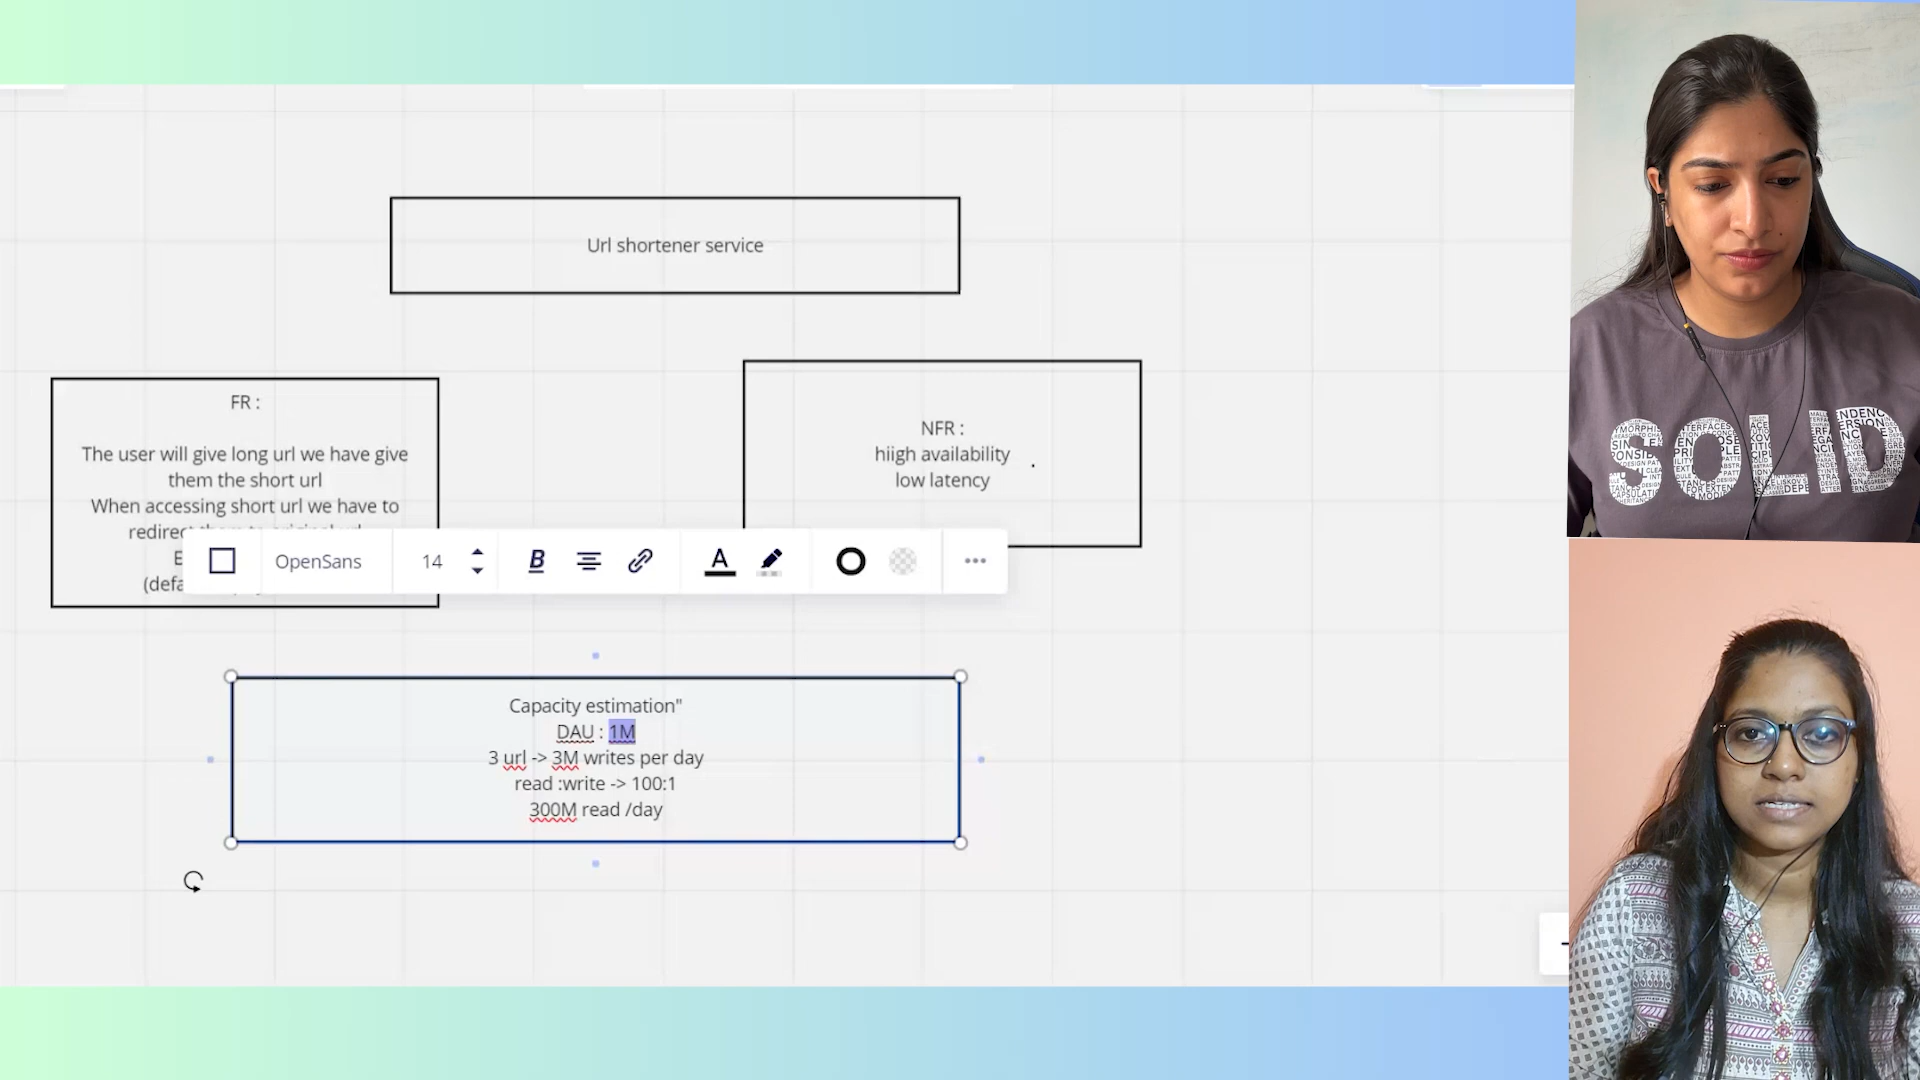 Url shortener service
FR :
The user will give long url we have give
them the short url
When accessing short url we have to
redirect
E
(defa
NFR :
hiigh availability
low latency
OpenSans
14
B
A
Capacity estimation"
DAU : 1M
3 url -> 3M writes per day
read :write -> 100:1
300M read /day
SOLID